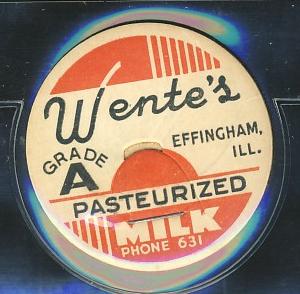 Wente's
EFFINGHAM,
ILL.
GRADE
A
PASTEURIZED
MILK
PHONE 631